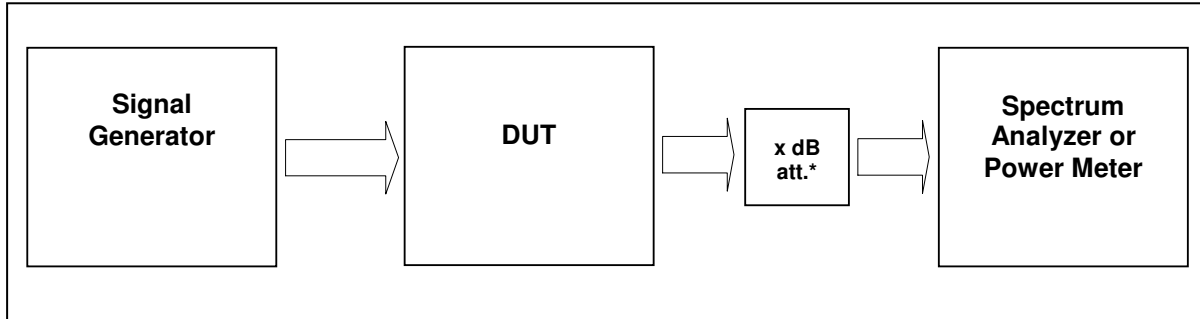 Signal
Generator
DUT
x dB
att.*
Spectrum
Analyzer or
Power Meter